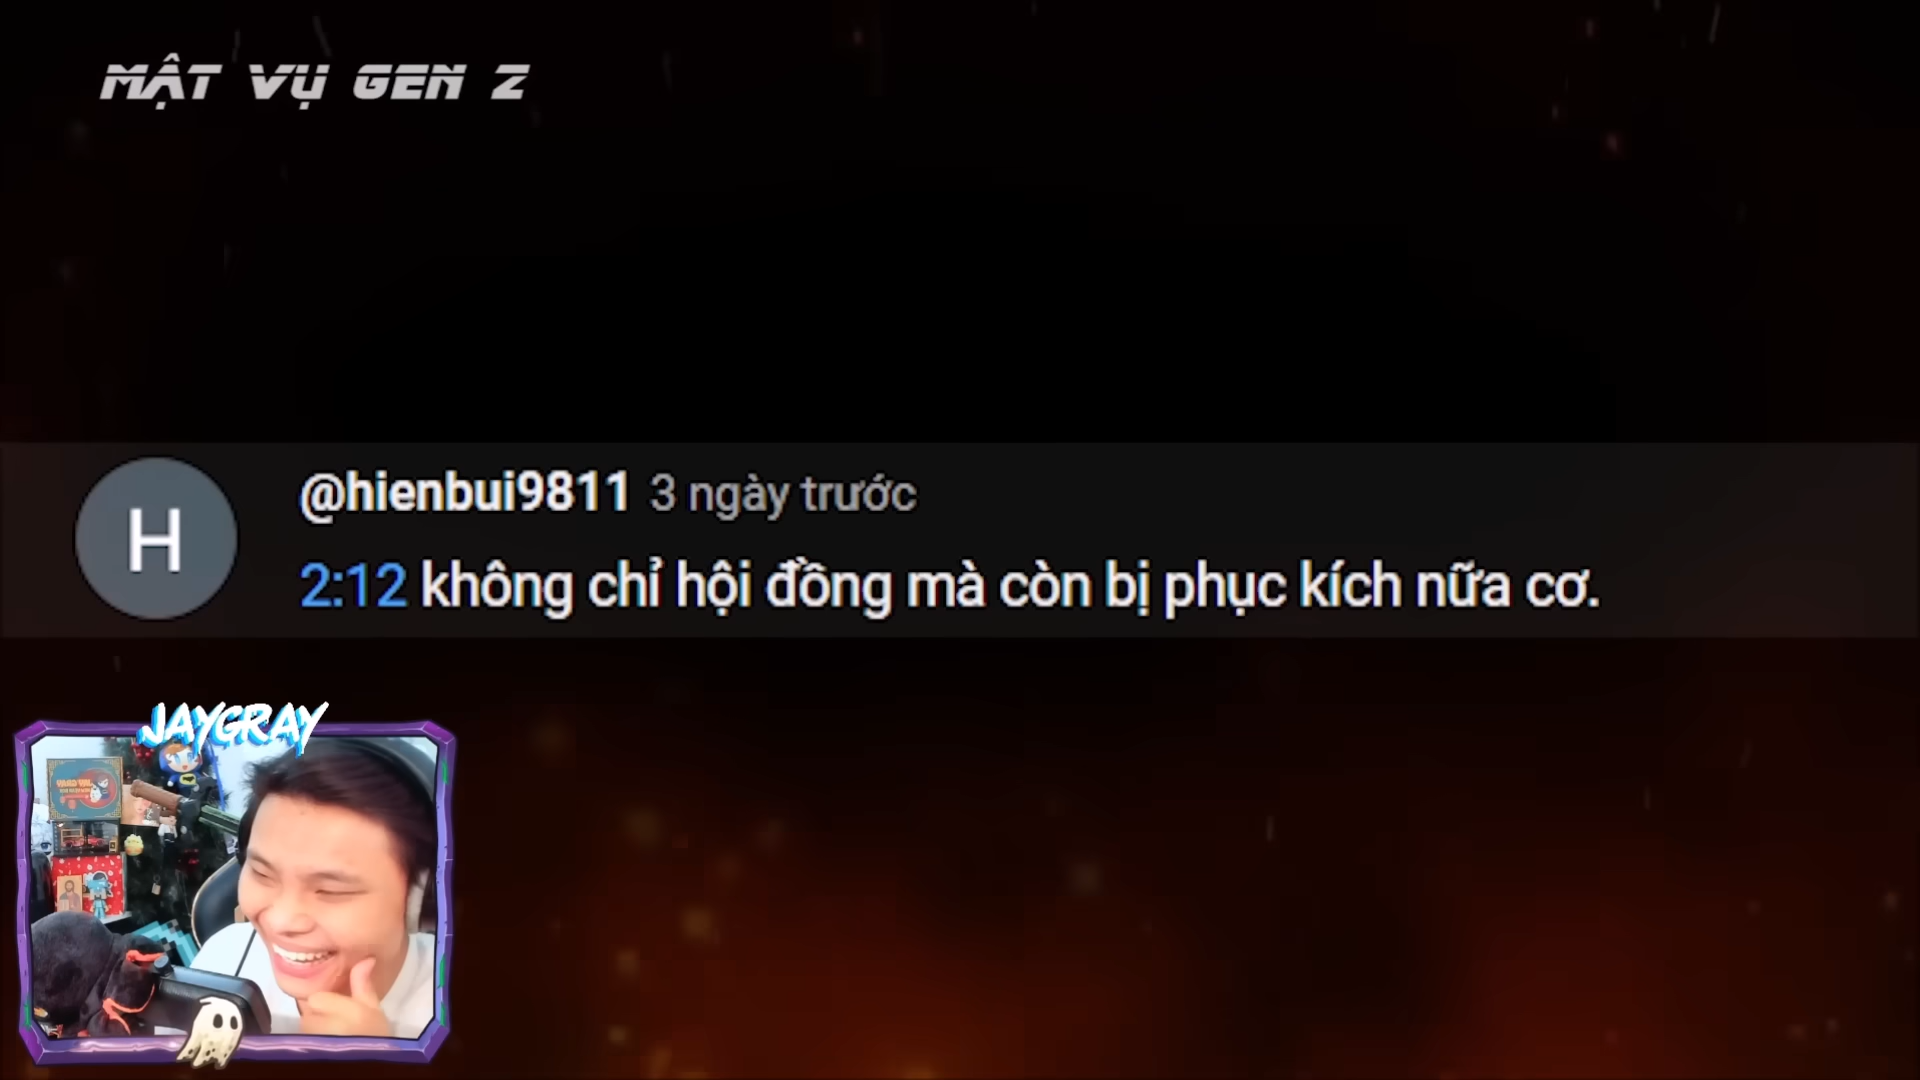 MẬT VỤ GEN Z
@hienbui9811 3 ngày trước
H
2:12 không chỉ hội đồng mà còn bị phục kích nữa cơ.
JAYGRAY